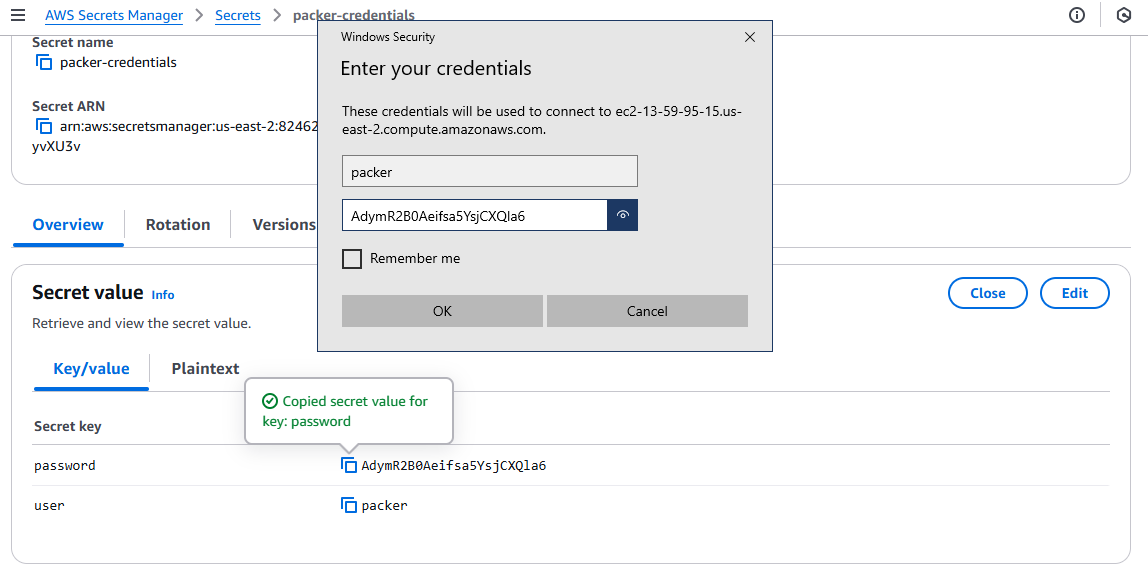 AWS Secrets Manager > Secrets > packer-credentials
Secret name
packer-credentials
Secret ARN
arn:aws:secretsmanager:us-east-2:82462
yvXU3v
Windows Security
Enter your credentials
These credentials will be used to connect to ec2-13-59-95-15.us-
east-2.compute.amazonaws.com.
packer
AdymR2B0Aeifsa5YsjCXQla6
Remember me
OK Cancel
Overview Rotation Versions
Secret value Info
Close Edit
Retrieve and view the secret value.
Key/value Plaintext
Copied secret value for
key: password
Secret key
password AdymR2B0Aeifsa5YsjCXQla6
user packer